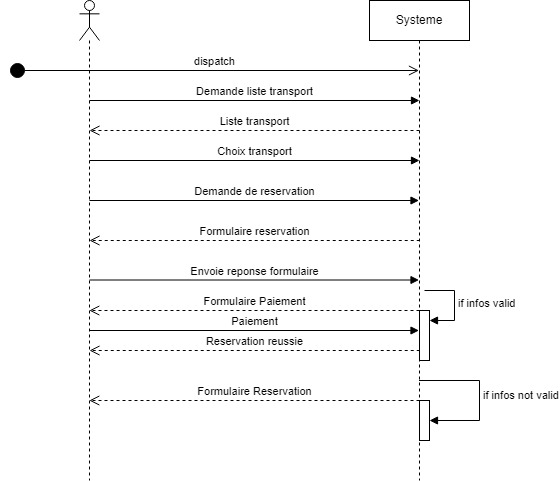 Systeme
dispatch
Demande liste transport
Liste transport
Choix transport
Demande de reservation
Formulaire reservation
Envoie reponse formulaire
if infos valid
Formulaire Paiement
Paiement
Reservation reussie
Formulaire Reservation
if infos not valid